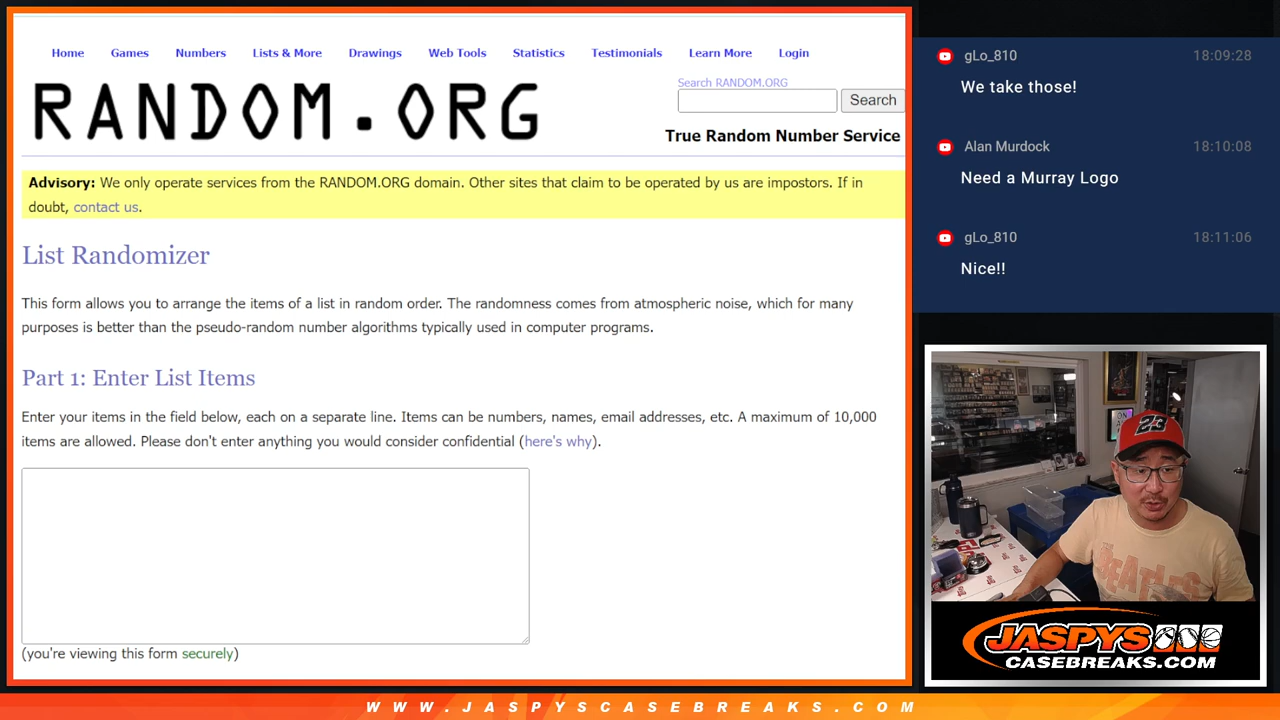 Home Games Numbers Lists & More Drawings Web Tools Statistics Testimonials Learn More Login
RANDOM.ORG
Search RANDOM.ORG
Search
True Random Number Service
Advisory: We only operate services from the RANDOM.ORG domain. Other sites that claim to be operated by us are impostors. If in
doubt, contact us.
List Randomizer
This form allows you to arrange the items of a list in random order. The randomness comes from atmospheric noise, which for many
purposes is better than the pseudo-random number algorithms typically used in computer programs.
Part 1: Enter List Items
Enter your items in the field below, each on a separate line. Items can be numbers, names, email addresses, etc. A maximum of 10,000
items are allowed. Please don't enter anything you would consider confidential (here's why).
(you're viewing this form securely)
gLo_810 18:09:28
We take those!
Alan Murdock 18:10:08
Need a Murray Logo
gLo_810 18:11:06
Nice!!
23
JASPYS
CASEBREAKS.COM
WWW.JASPYSCASEBREAKS.COM